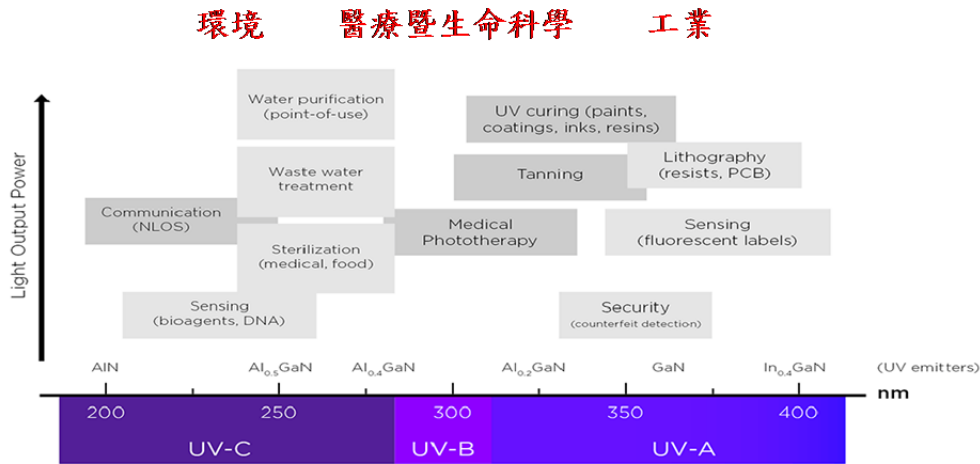 環境 醫療暨生命科學 工業
Light Output Power
Water purification
(point-of-use)
UV curing (paints,
coatings, inks, resins)
Waste water
treatment
Tanning
Lithography
(resists, PCB)
Communication
(NLOS)
Medical
Phototherapy
Sensing
(fluorescent labels)
Sterilization
(medical, food)
Sensing
(bioagents, DNA)
Security
(counterfeit detection)
AlN Al0.5GaN Al0.4GaN Al0.2GaN GaN In0.4GaN (UV emitters)
nm
200 250 300 350 400
UV-C UV-B UV-A